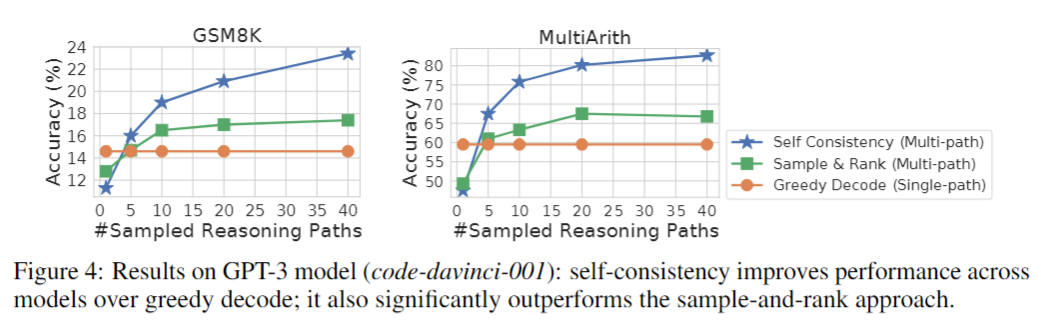 GSM8K
24
22
20
18
16
14
12
Accuracy (%)
0 5 10 15 20 25 30 35 40
#Sampled Reasoning Paths
MultiArith
80
75
70
65
60
55
50
Accuracy (%)
0 5 10 15 20 25 30 35 40
#Sampled Reasoning Paths
Self Consistency (Multi-path)
Sample & Rank (Multi-path)
Greedy Decode (Single-path)
Figure 4: Results on GPT-3 model (code-davinci-001): self-consistency improves performance across
models over greedy decode; it also significantly outperforms the sample-and-rank approach.